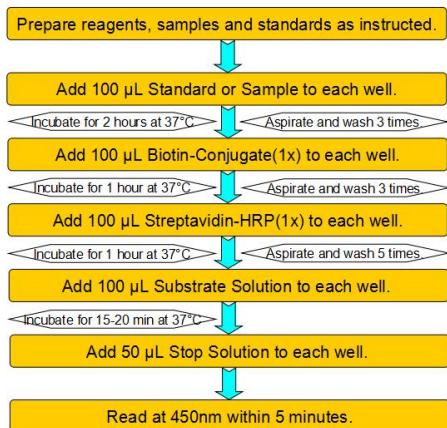 Prepare reagents, samples and standards as instructed.
Add 100 µL Standard or Sample to each well.
Incubate for 2 hours at 37°C
Aspirate and wash 3 times.
Add 100 µL Biotin-Conjugate(1x) to each well.
Incubate for 1 hour at 37°C
Aspirate and wash 3 times.
Add 100 µL Streptavidin-HRP(1x) to each well.
Incubate for 1 hour at 37°C
Aspirate and wash 5 times.
Add 100 µL Substrate Solution to each well.
Incubate for 15-20 min at 37°C
Add 50 µL Stop Solution to each well.
Read at 450nm within 5 minutes.